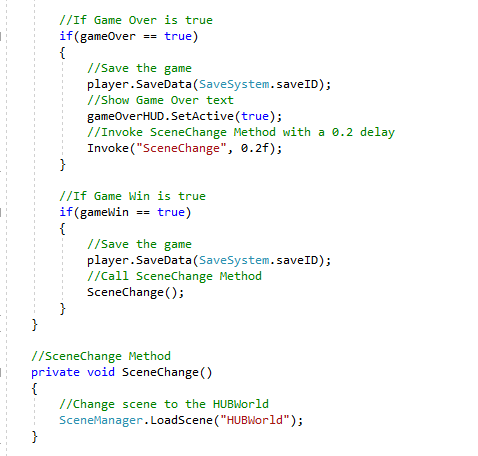 //If Game Over is true
if(gameOver == true)
{
//Save the game
player.SaveData(SaveSystem.saveID);
//Show Game Over text
gameOverHUD.SetActive(true);
//Invoke SceneChange Method with a 0.2 delay
Invoke("SceneChange", 0.2f);
}
//If Game Win is true
if(gameWin == true)
{
//Save the game
player.SaveData(SaveSystem.saveID);
//Call SceneChange Method
SceneChange();
}
}
//SceneChange Method
private void SceneChange()
{
//Change scene to the HUBWorld
SceneManager.LoadScene("HUBWorld");
}